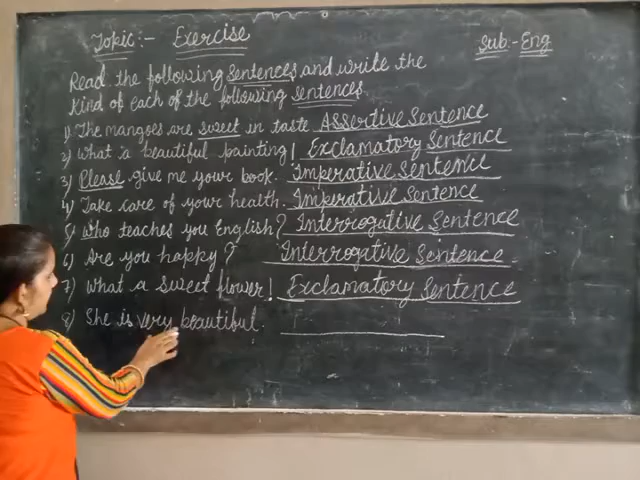 Topic:- Exercise
Sub.- Eng
Read the following sentences and write the
kind of each of the following sentences.
1) The mangoes are sweet in taste Assertive Sentence
2) What a beautiful painting! Exclamatory Sentence
3) Please give me your book. Imperative Sentence
4) Take care of your health. Imperative Sentence
5) Who teaches you English? Interrogative Sentence
6) Are you happy? Interrogative Sentence.
7) What a sweet flower! Exclamatory Sentence
8) She is very beautiful.